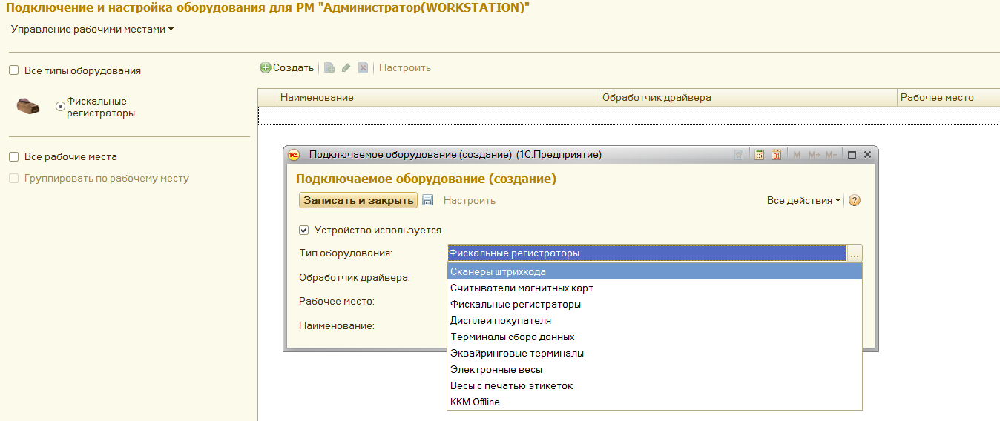 Подключение и настройка оборудования для РМ "Администратор(WORKSTATION)"
Управление рабочими местами
Все типы оборудования
Создать
Настроить
Фискальные
регистраторы
Наименование
Обработчик драйвера
Рабочее место
Все рабочие места
Группировать по рабочему месту
1С
Подключаемое оборудование (создание) (1С:Предприятие)
31
M
M+
M-
Подключаемое оборудование (создание)
Записать и закрыть
Настроить
Все действия
?
Устройство используется
Тип оборудования:
Фискальные регистраторы
...
Обработчик драйвера:
Рабочее место:
Наименование:
Сканеры штрихкода
Считыватели магнитных карт
Фискальные регистраторы
Дисплеи покупателя
Терминалы сбора данных
Эквайринговые терминалы
Электронные весы
Весы с печатью этикеток
ККМ Offline